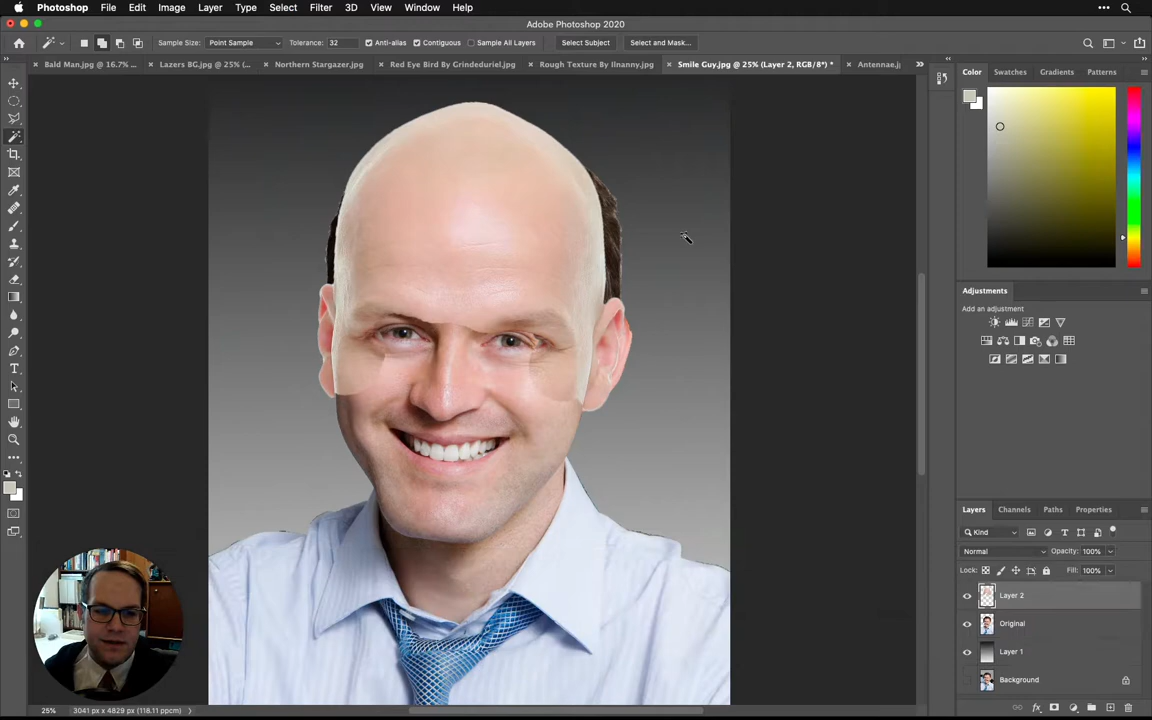 Photoshop File Edit Image Layer Type Select Filter 3D View Window Help
Adobe Photoshop 2020
Sample Size: Point Sample Tolerance: 32 Anti-alias Contiguous Sample All Layers Select Subject Select and Mask...
Bald Man.jpg @ 16.7% ... Lazers BG.jpg @ 25% (... Northern Stargazer.jpg Red Eye Bird By Grindeduriel.jpg Rough Texture By Ilnanny.jpg Smile Guy.jpg @ 25% (Layer 2, RGB/8*) * Antennae.j
Color Swatches Gradients Patterns
Adjustments
Add an adjustment
Layers Channels Paths Properties
Kind
Normal Opacity: 100%
Lock: Fill: 100%
Layer 2
Original
Layer 1
Background
25% 3041 px x 4829 px (118.11 ppcm)